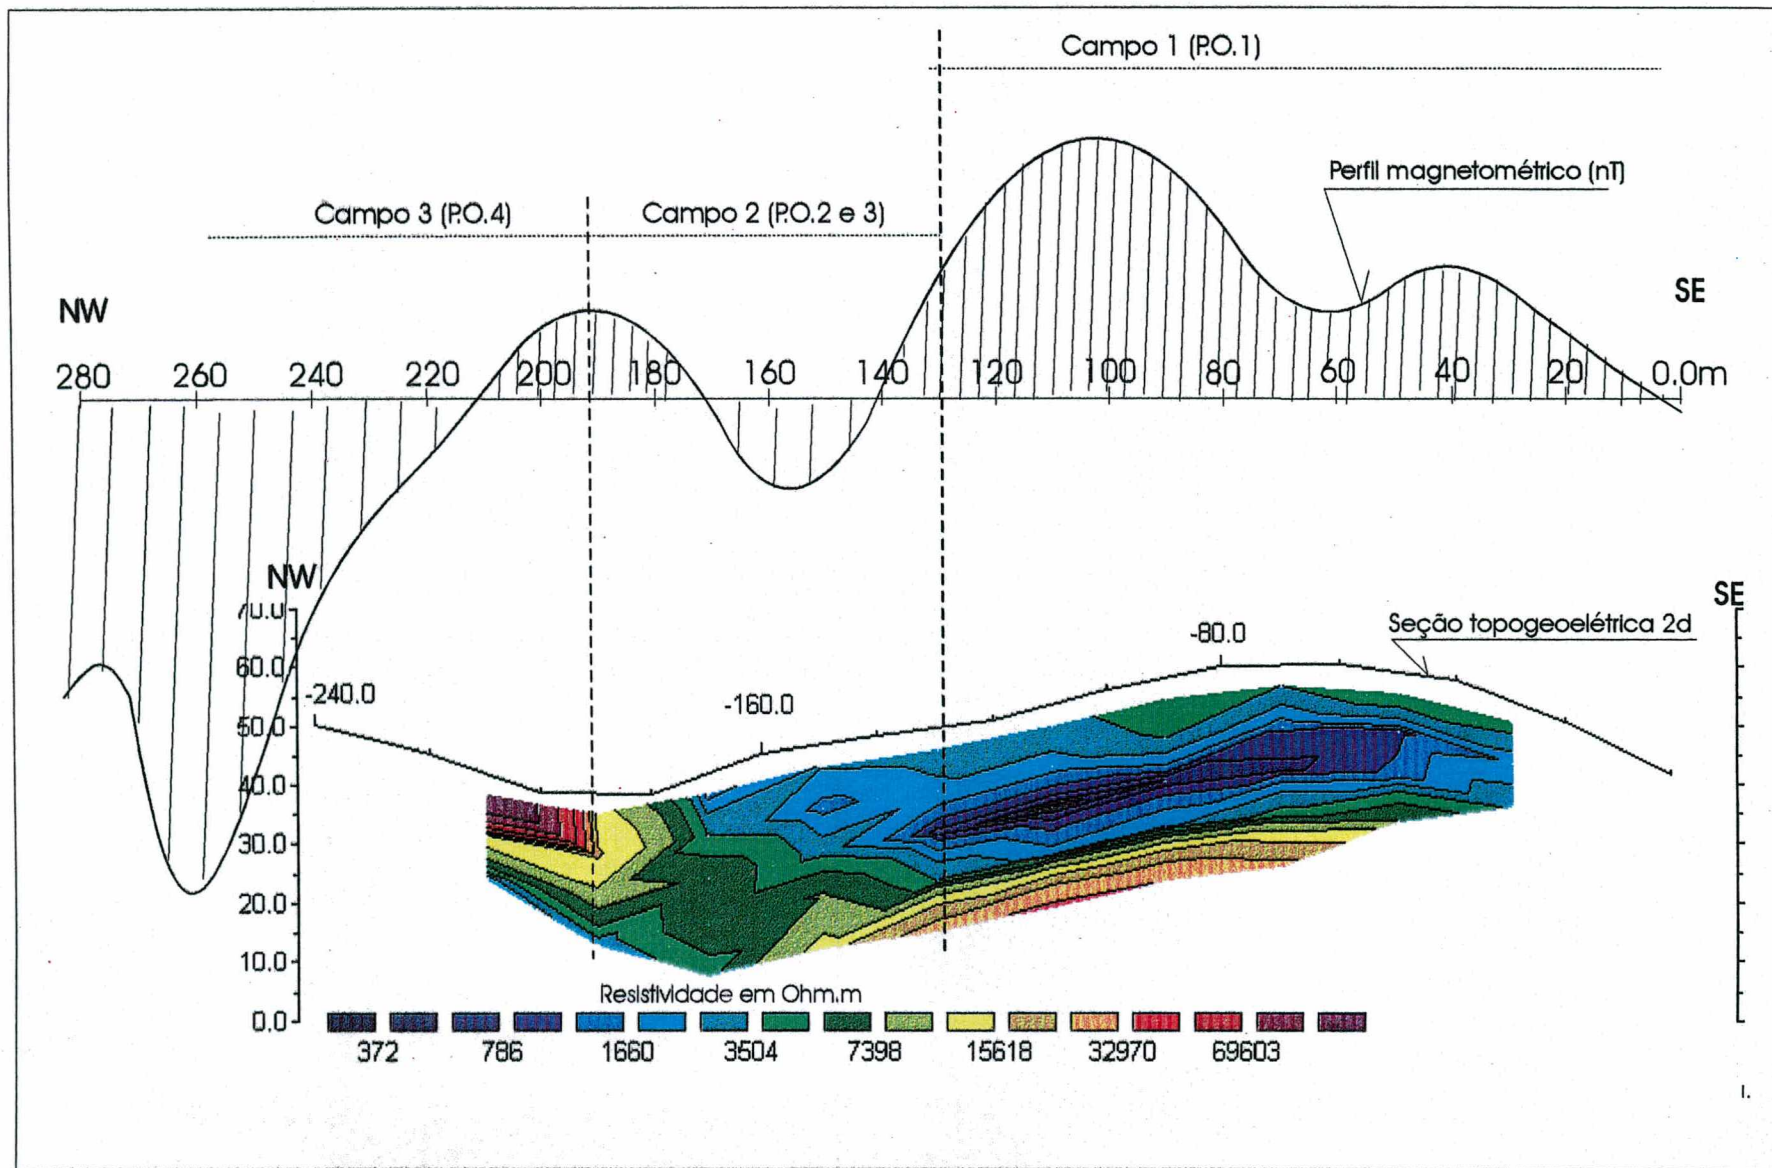 Campo 1 (P.O.1)
Perfil magnetométrico (nT)
Campo 3 (P.O.4)
Campo 2 (P.O.2 e 3)
NW
SE
280 260 240 220 200 180 160 140 120 100 80 60 40 20 0.0m
NW
SE
70.0
60.0
50.0
40.0
30.0
20.0
10.0
0.0
-240.0
-160.0
-80.0
Seção topogeoelétrica 2d
Resistividade em Ohm.m
372 786 1660 3504 7398 15618 32970 69603